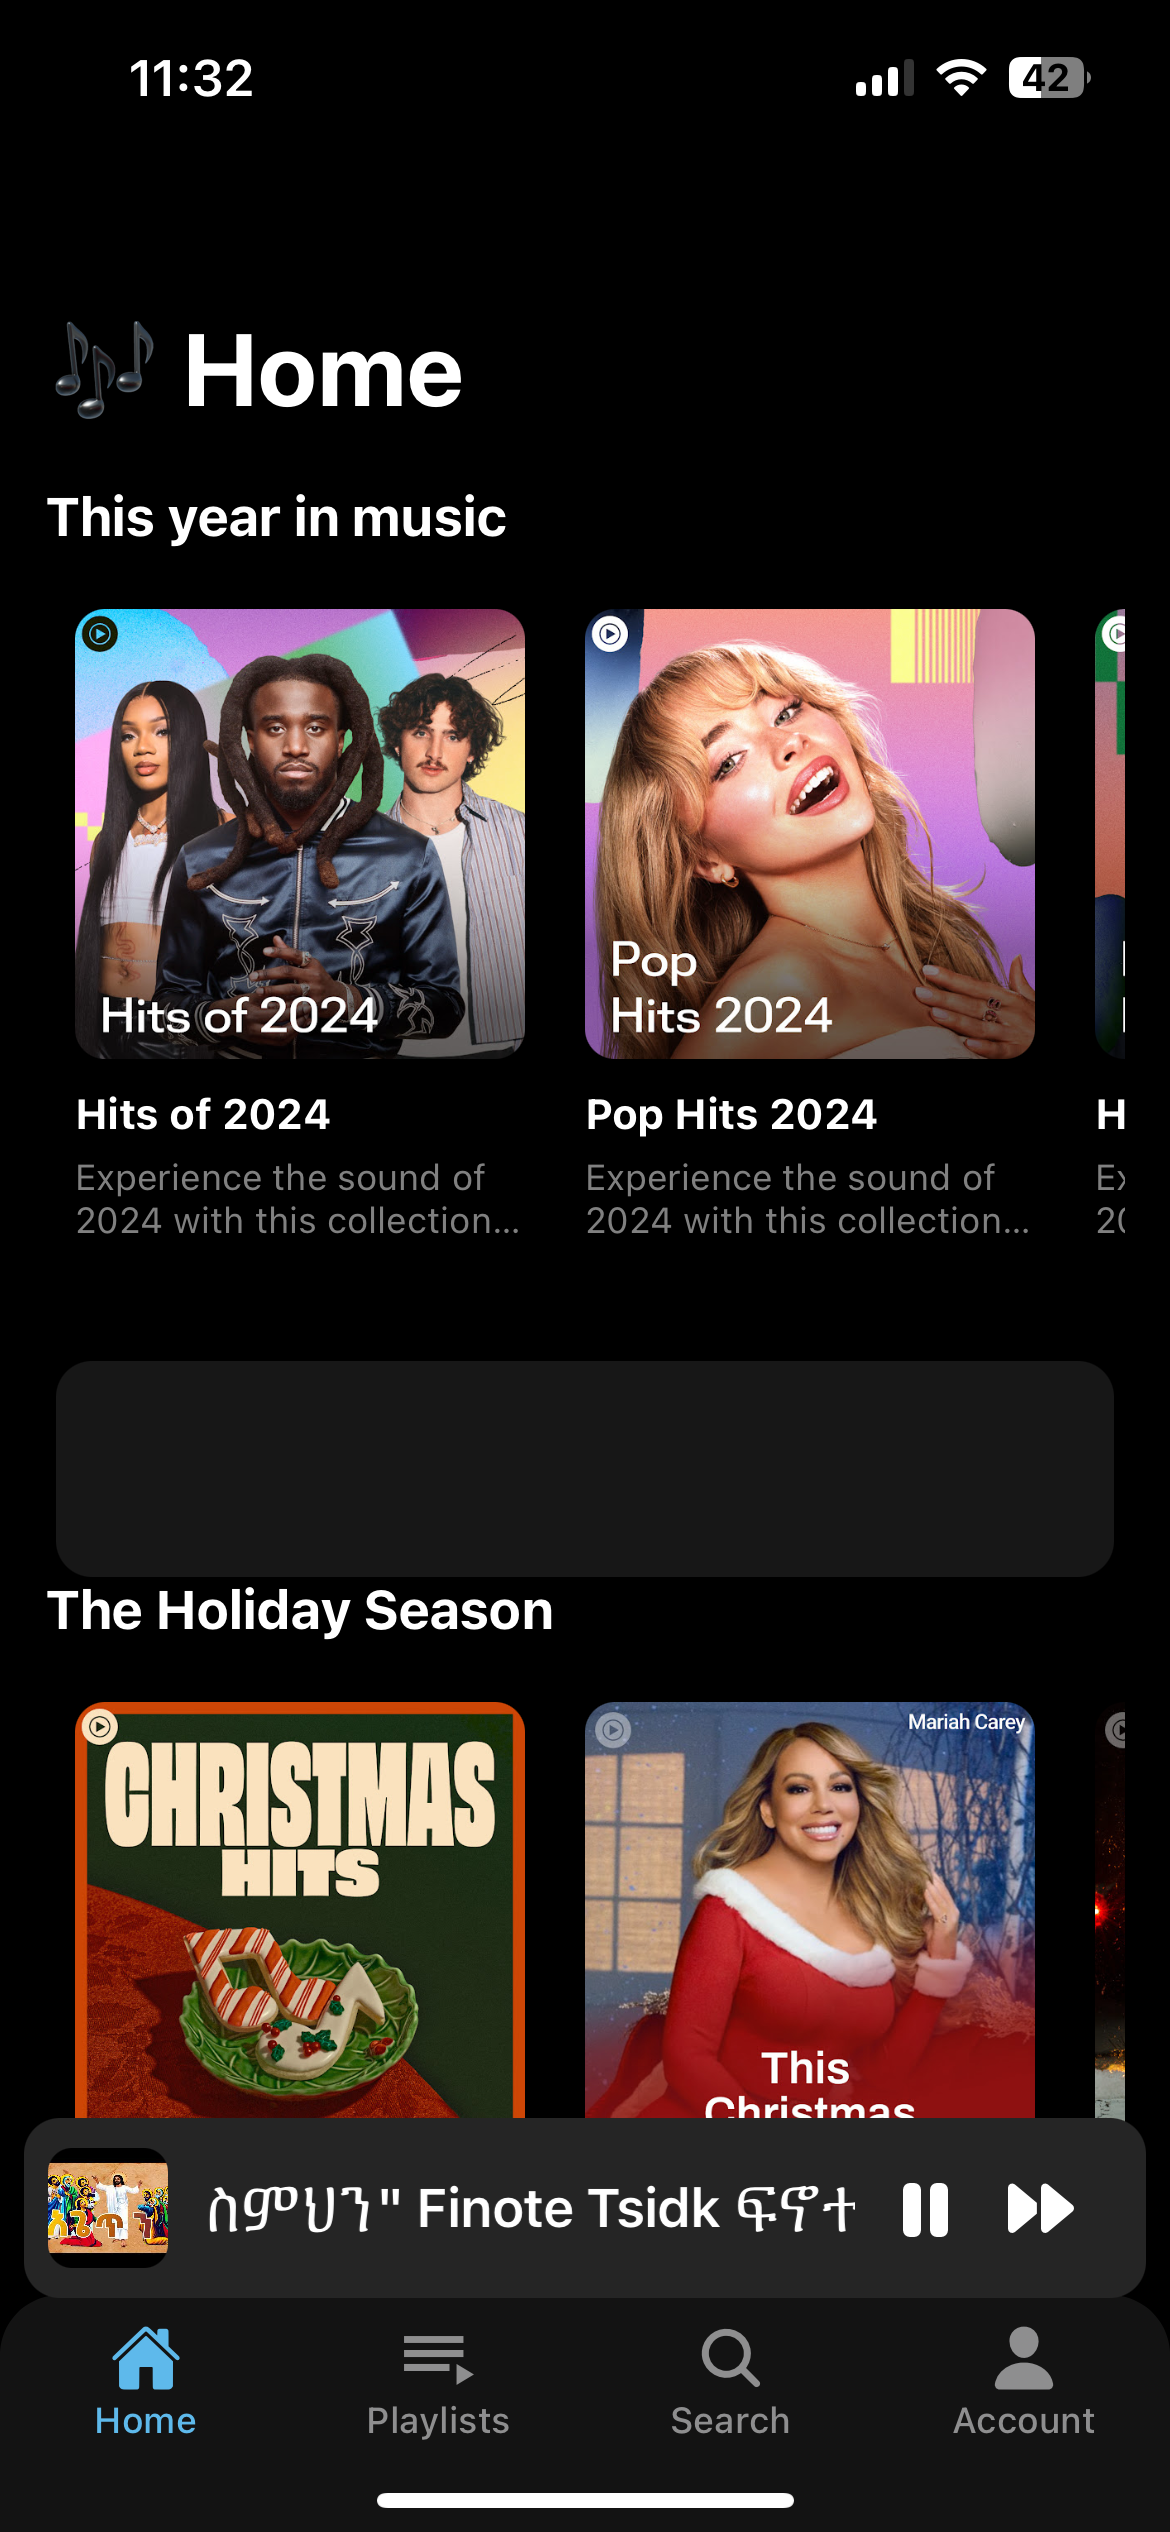 11:32
42
Home
This year in music
Hits of 2024
Pop
Hits 2024
Hits of 2024
Pop Hits 2024
H
Experience the sound of
2024 with this collection...
Experience the sound of
2024 with this collection...
Ex
20
The Holiday Season
CHRISTMAS
HITS
Mariah Carey
This
Christmas
ስምህን" Finote Tsidk ፍኖተ
Home
Playlists
Search
Account